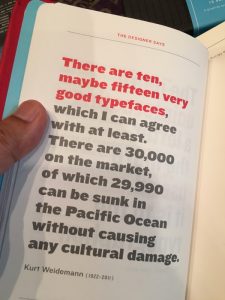 THE DESIGNER SAYS
There are ten,
maybe fifteen very
good typefaces,
which I can agree
with at least.
There are 30,000
on the market,
of which 29,990
can be sunk in
the Pacific Ocean
without causing
any cultural damage.
Kurt Weidemann (1922–2011)